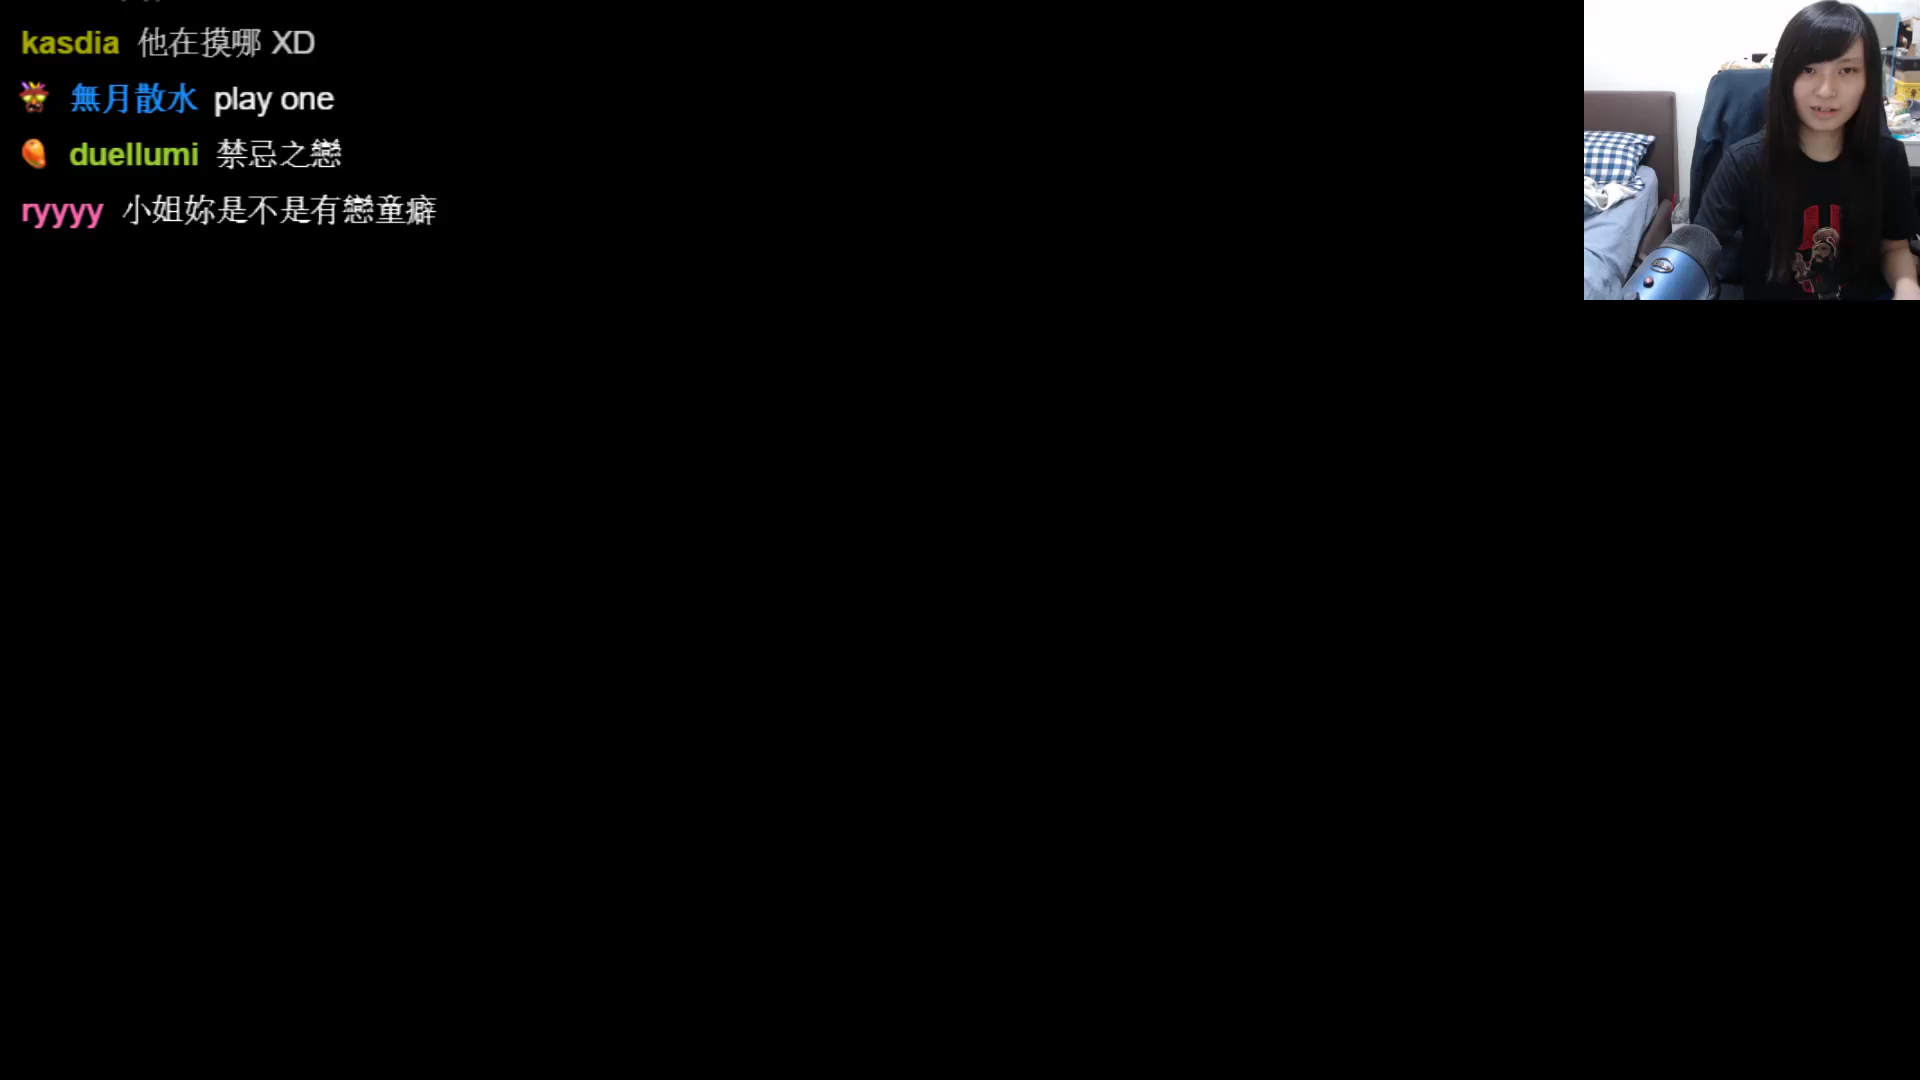 kasdia 他在摸哪 XD
無月散水 play one
duellumi 禁忌之戀
ryyyy 小姐妳是不是有戀童癖